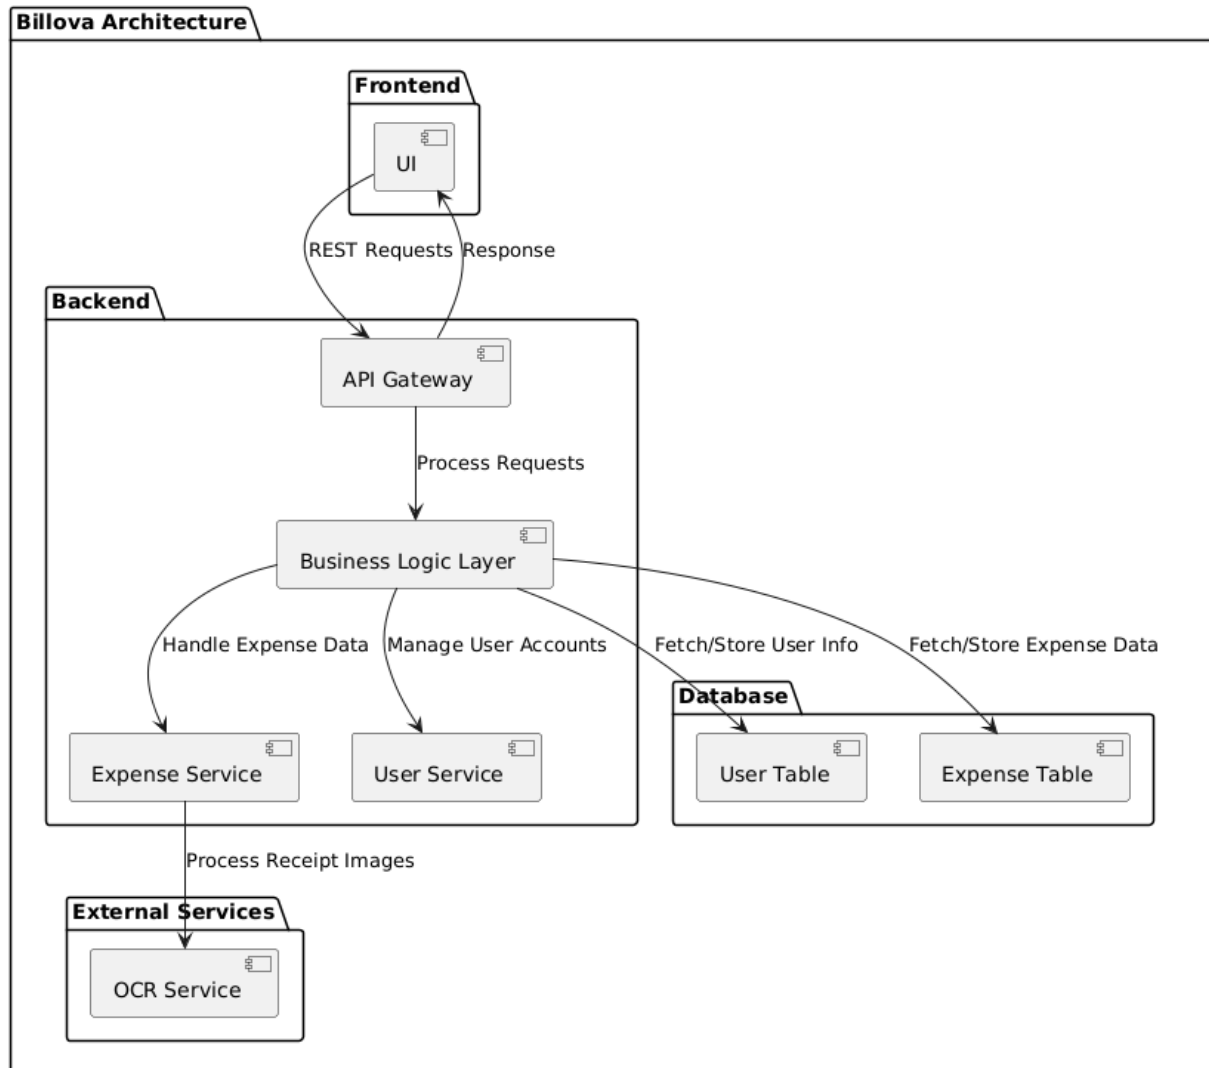 Billova Architecture
Frontend
UI
REST Requests
Response
Backend
API Gateway
Process Requests
Business Logic Layer
Handle Expense Data
Manage User Accounts
Fetch/Store User Info
Fetch/Store Expense Data
Database
Expense Service
User Service
User Table
Expense Table
Process Receipt Images
External Services
OCR Service